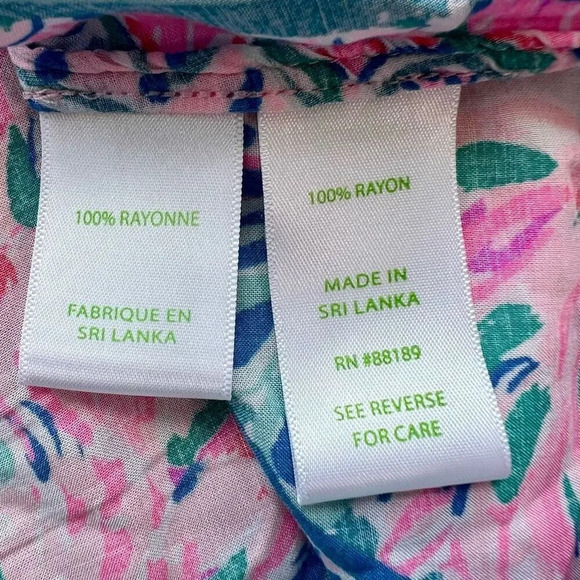 100% RAYONNE
FABRIQUE EN
SRI LANKA
100% RAYON
MADE IN
SRI LANKA
RN #88189
SEE REVERSE
FOR CARE